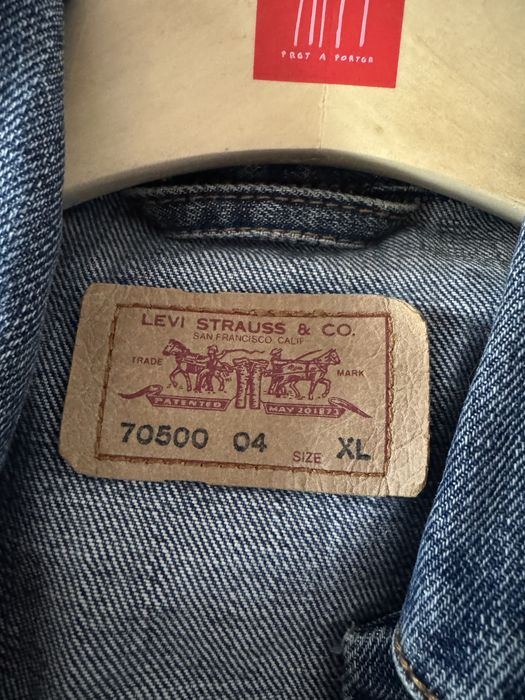 PRET A PORTER
LEVI STRAUSS & CO.
SAN FRANCISCO CALIF
TRADE MARK
PATENTED MAY 20 1873
70500 04 SIZE XL